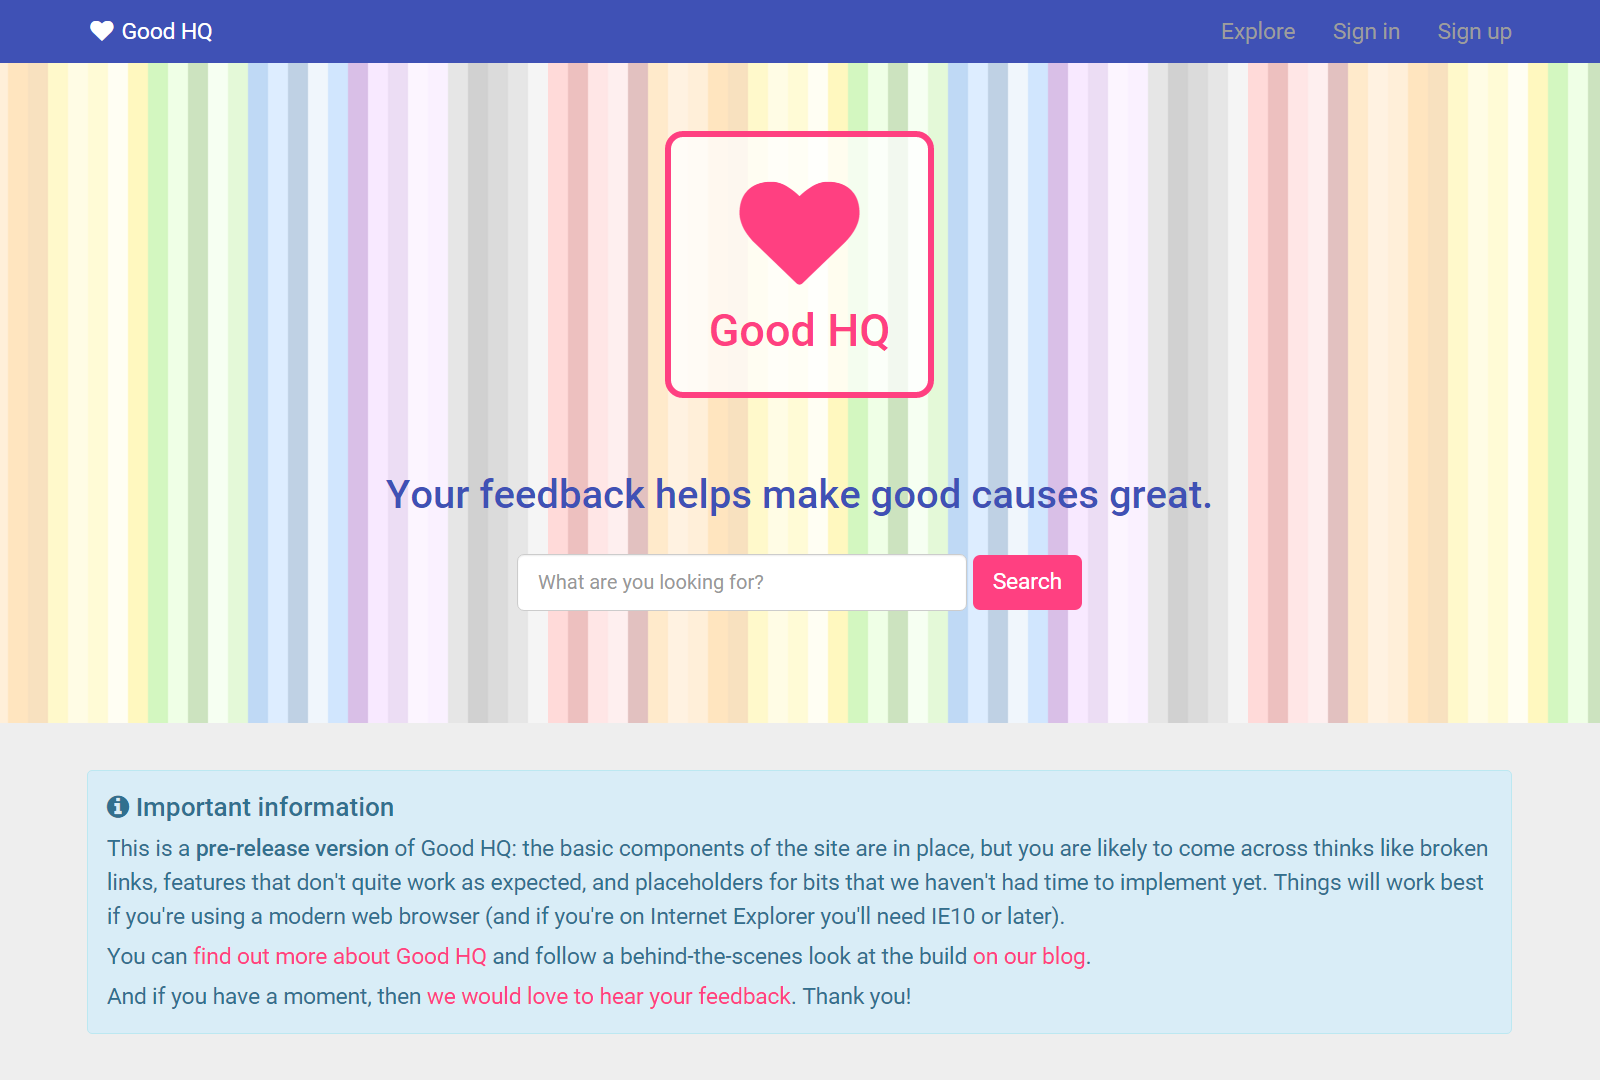 Good HQ
Explore
Sign in
Sign up
Good HQ
Your feedback helps make good causes great.
What are you looking for?
Search
Important information
This is a pre-release version of Good HQ: the basic components of the site are in place, but you are likely to come across thinks like broken
links, features that don't quite work as expected, and placeholders for bits that we haven't had time to implement yet. Things will work best
if you're using a modern web browser (and if you're on Internet Explorer you'll need IE10 or later).
You can find out more about Good HQ and follow a behind-the-scenes look at the build on our blog.
And if you have a moment, then we would love to hear your feedback. Thank you!